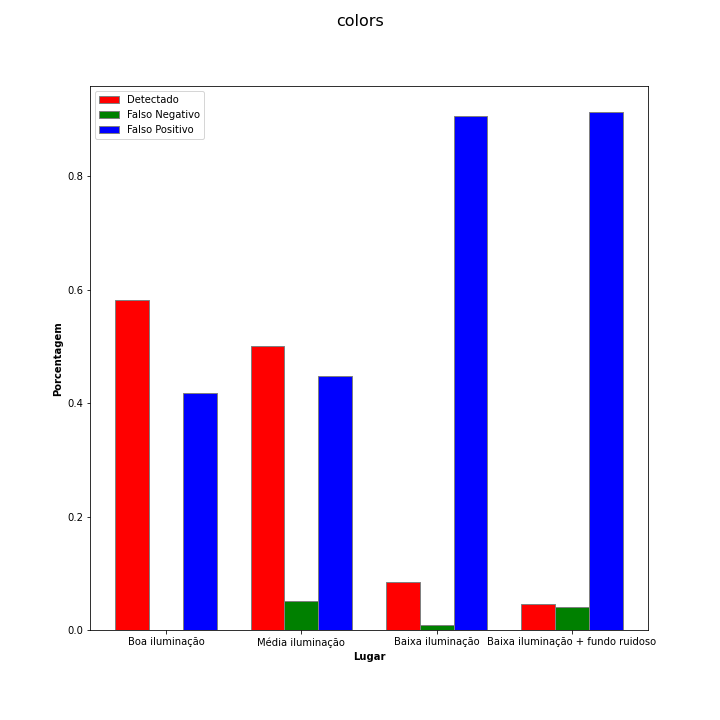 colors
Detectado
Falso Negativo
Falso Positivo
Porcentagem
0.8
0.6
0.4
0.2
0.0
Boa iluminação
Média iluminação
Baixa iluminação
Baixa iluminação + fundo ruidoso
Lugar